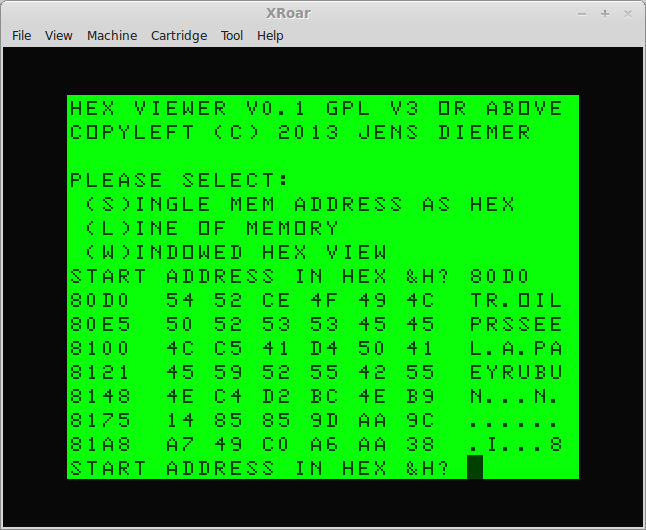 XRoar
File View Machine Cartridge Tool Help
HEX VIEWER V0.1 GPL V3 OR ABOVE
COPYLEFT (C) 2013 JENS DIEMER
PLEASE SELECT:
(S)INGLE MEM ADDRESS AS HEX
(L)INE OF MEMORY
(W)INDOWED HEX VIEW
START ADDRESS IN HEX &H? 80D0
80D0 54 52 CE 4F 49 4C TR.OIL
80E5 50 52 53 53 45 45 PRSSEE
8100 4C C5 41 D4 50 41 L.A.PA
8121 45 59 52 55 42 55 EYRUBU
8148 4E C4 D2 BC 4E B9 N...N.
8175 14 85 85 9D AA 9C ......
81A8 A7 49 C0 A6 AA 38 .I...8
START ADDRESS IN HEX &H?